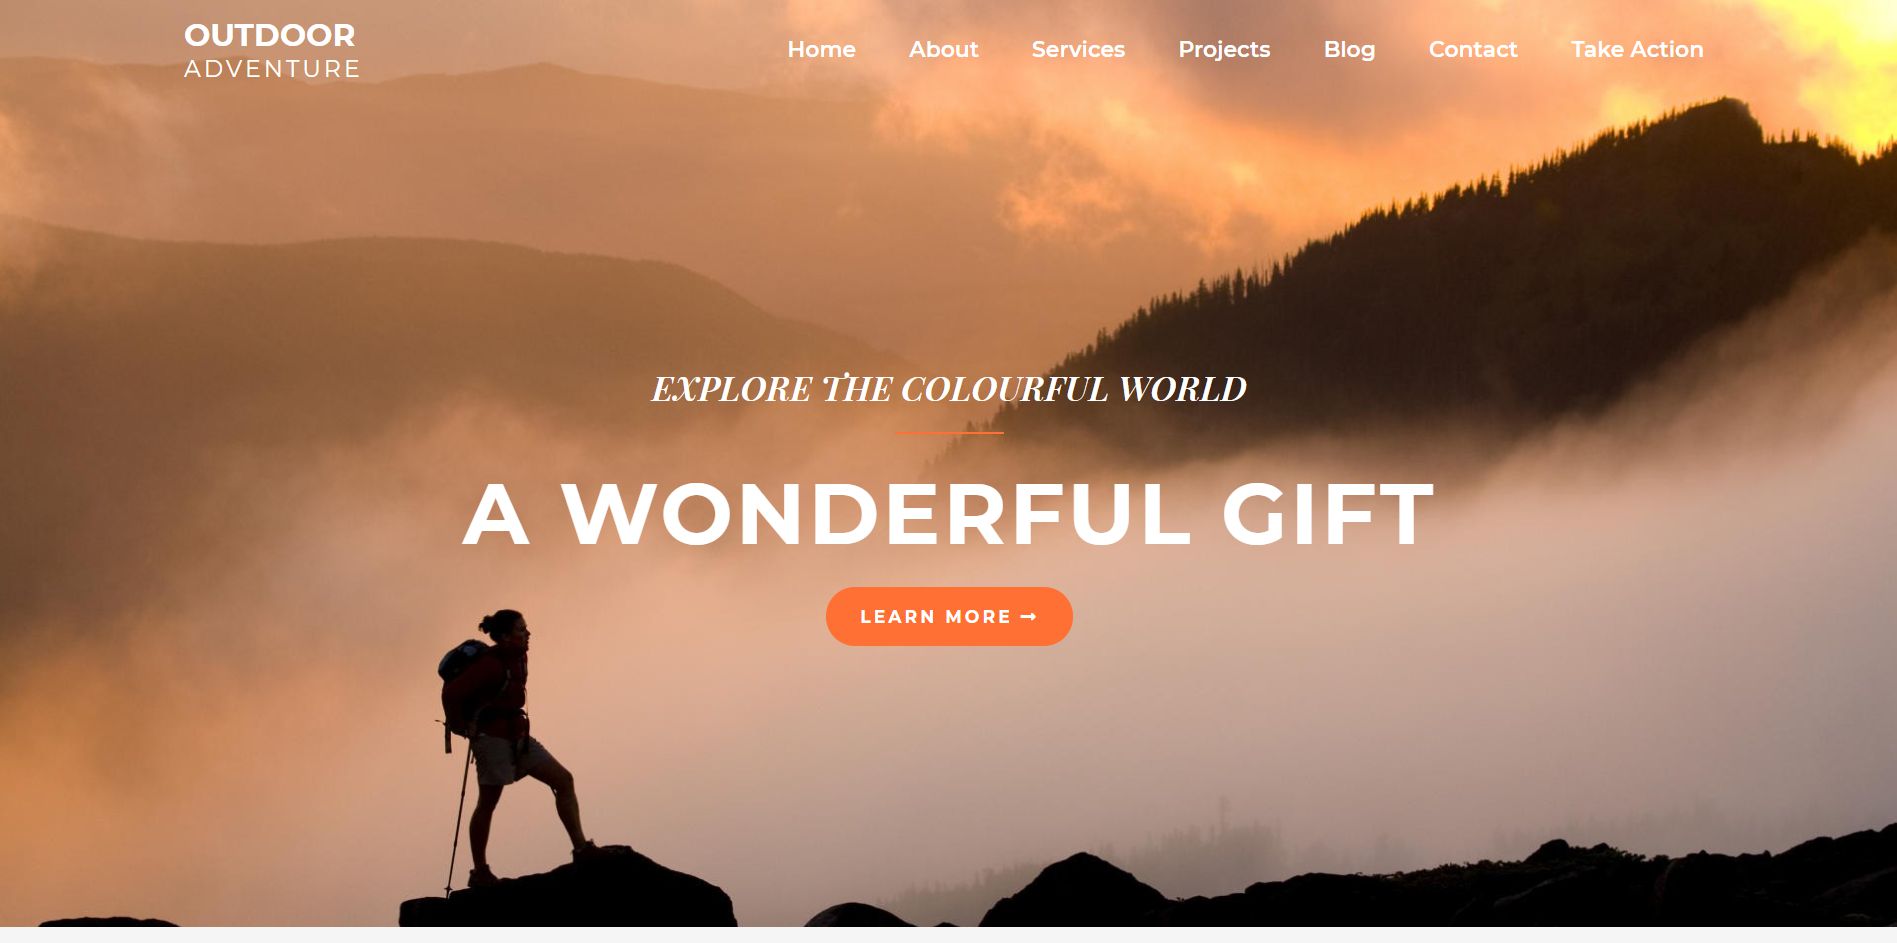 OUTDOOR
ADVENTURE
Home About Services Projects Blog Contact Take Action
EXPLORE THE COLOURFUL WORLD
A WONDERFUL GIFT
LEARN MORE →